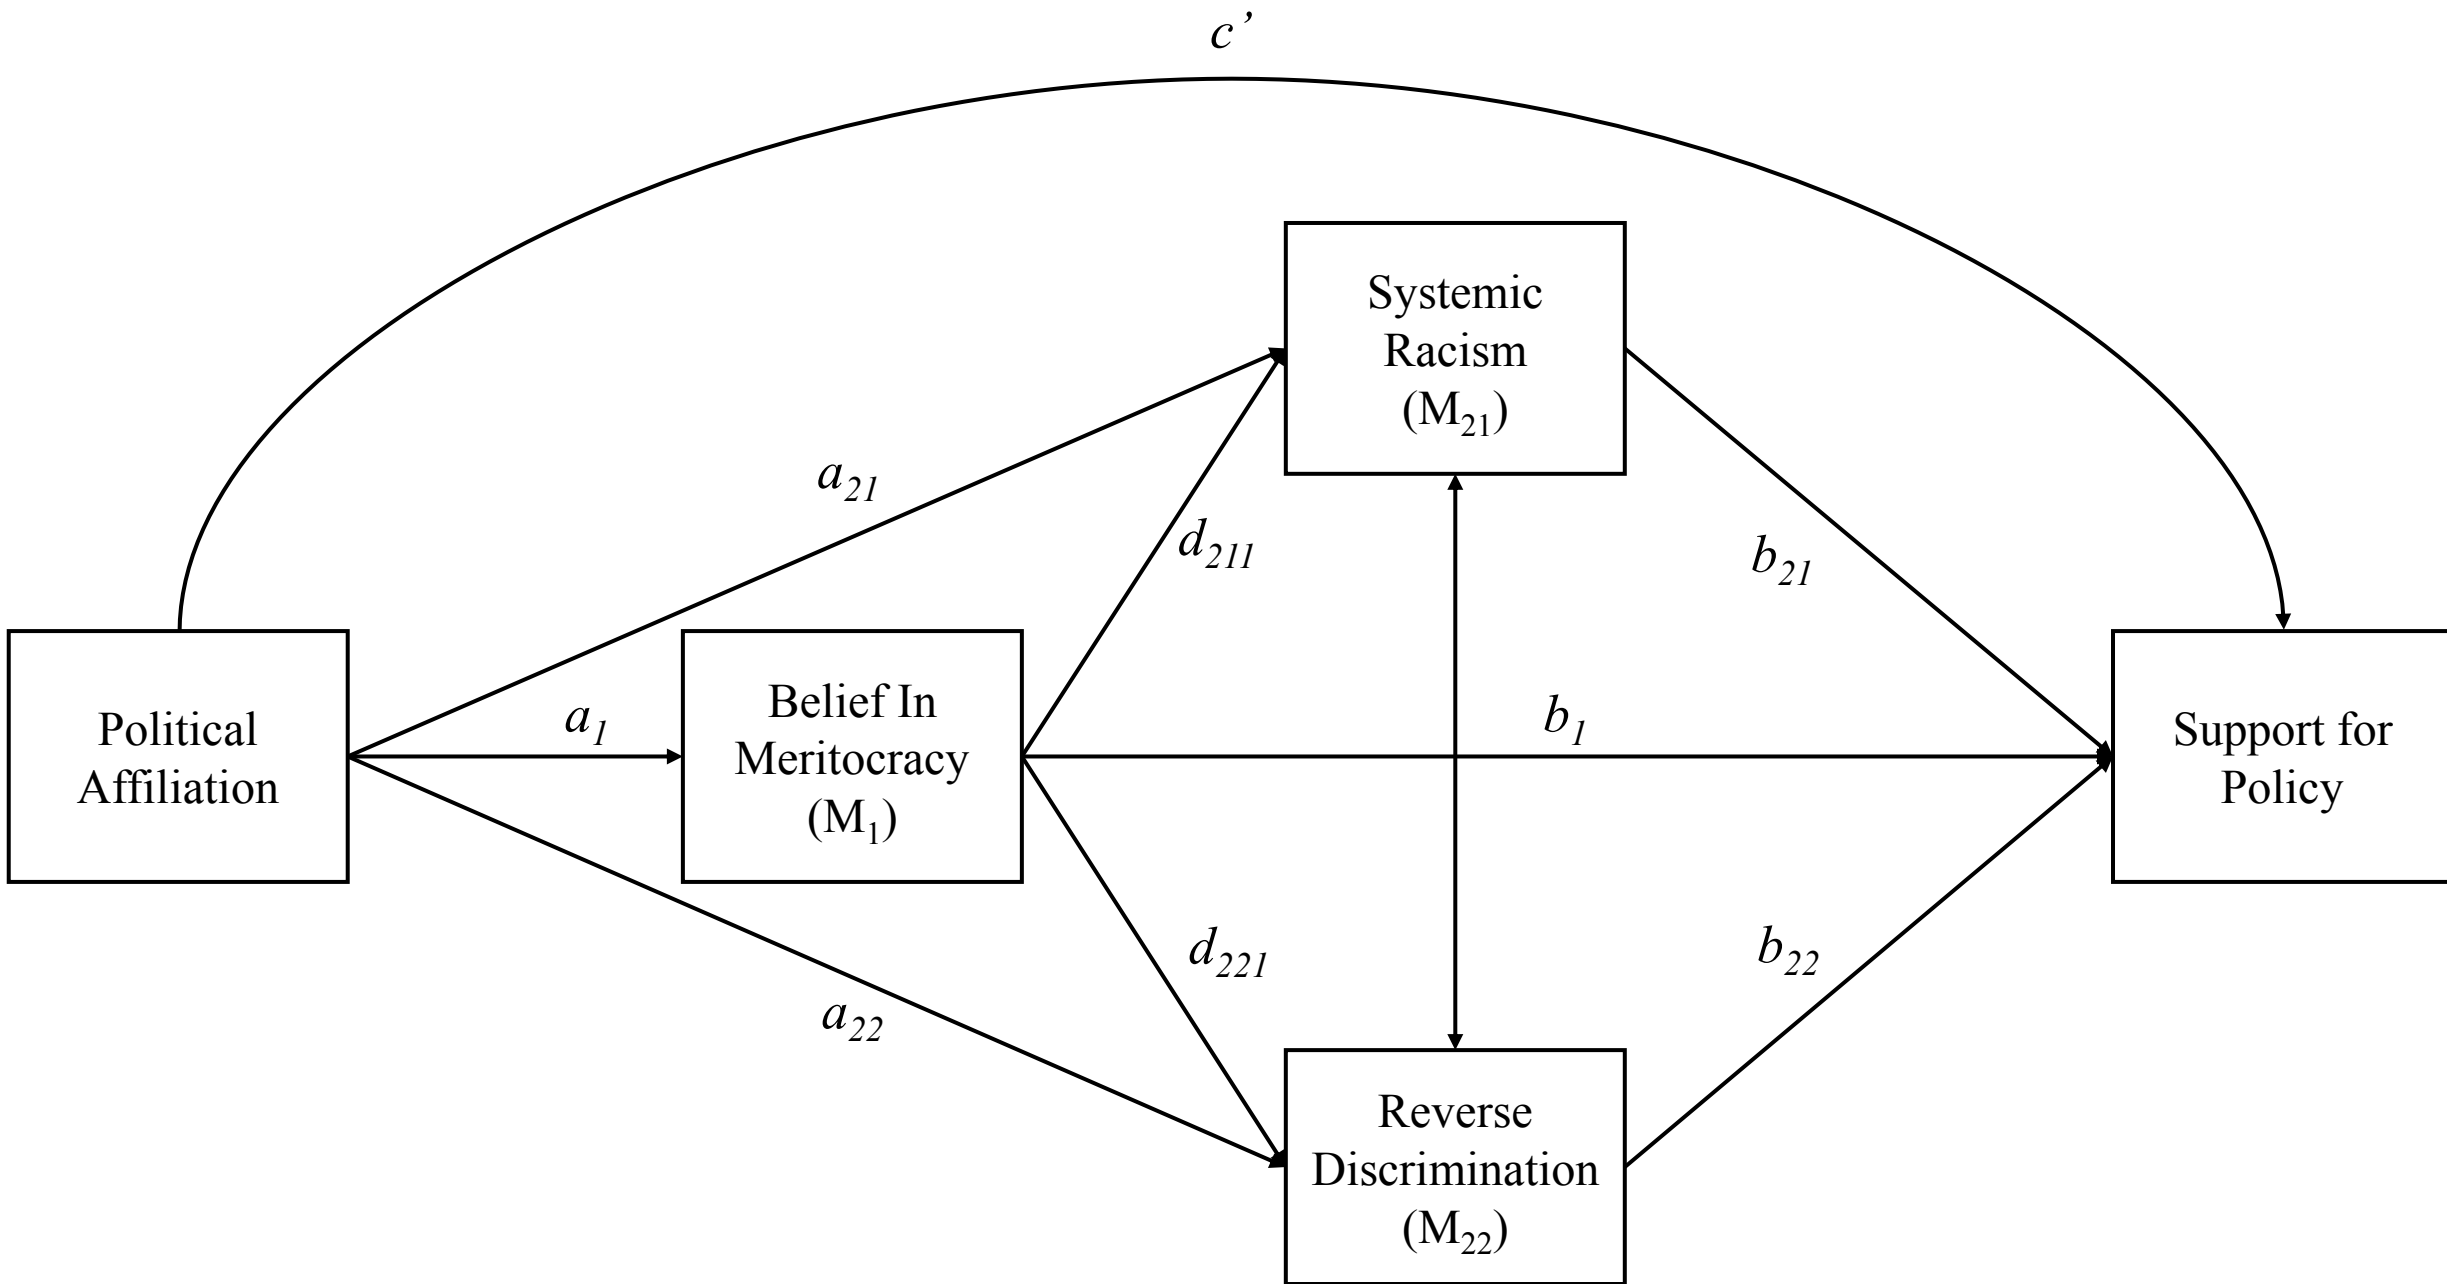 c’
Systemic
Racism
(M₂₁)
a₂₁
d₂₁₁
b₂₁
Political
Affiliation
a₁
Belief In
Meritocracy
(M₁)
b₁
Support for
Policy
d₂₂₁
b₂₂
a₂₂
Reverse
Discrimination
(M₂₂)